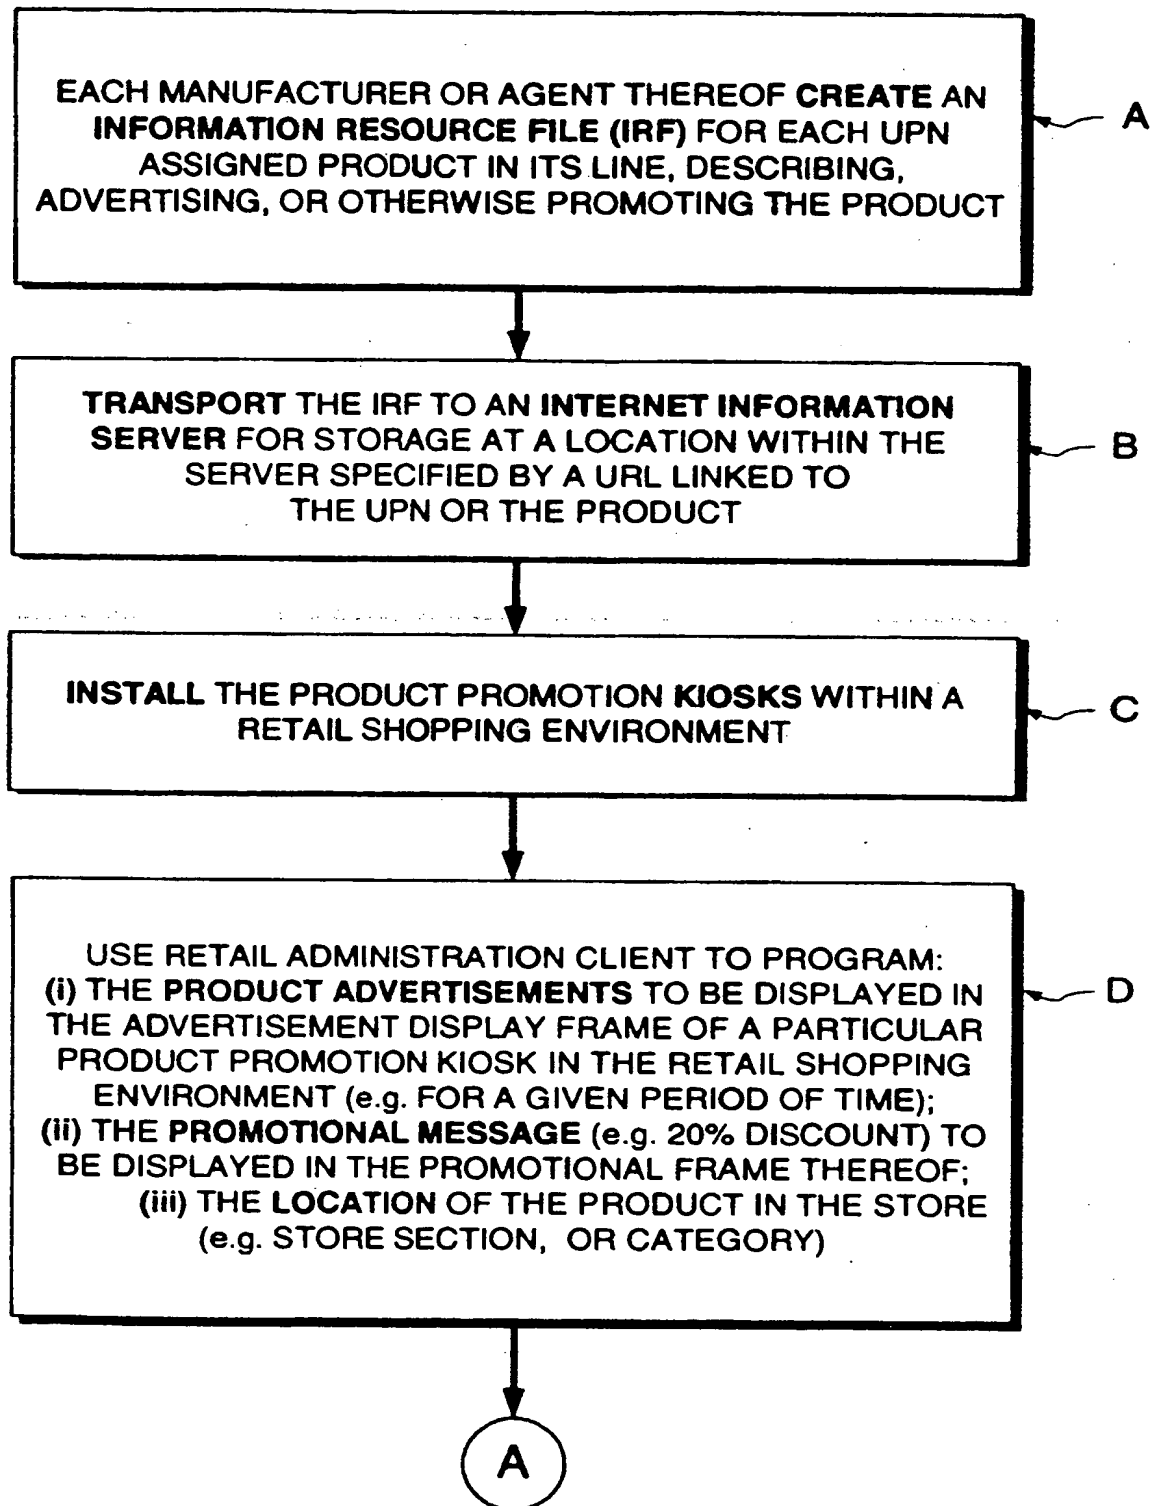 EACH MANUFACTURER OR AGENT THEREOF CREATE AN
INFORMATION RESOURCE FILE (IRF) FOR EACH UPN
ASSIGNED PRODUCT IN ITS LINE, DESCRIBING,
ADVERTISING, OR OTHERWISE PROMOTING THE PRODUCT
A
TRANSPORT THE IRF TO AN INTERNET INFORMATION
SERVER FOR STORAGE AT A LOCATION WITHIN THE
SERVER SPECIFIED BY A URL LINKED TO
THE UPN OR THE PRODUCT
B
INSTALL THE PRODUCT PROMOTION KIOSKS WITHIN A
RETAIL SHOPPING ENVIRONMENT
C
USE RETAIL ADMINISTRATION CLIENT TO PROGRAM:
(i) THE PRODUCT ADVERTISEMENTS TO BE DISPLAYED IN
THE ADVERTISEMENT DISPLAY FRAME OF A PARTICULAR
PRODUCT PROMOTION KIOSK IN THE RETAIL SHOPPING
ENVIRONMENT (e.g. FOR A GIVEN PERIOD OF TIME);
(ii) THE PROMOTIONAL MESSAGE (e.g. 20% DISCOUNT) TO
BE DISPLAYED IN THE PROMOTIONAL FRAME THEREOF;
(iii) THE LOCATION OF THE PRODUCT IN THE STORE
(e.g. STORE SECTION, OR CATEGORY)
D
A